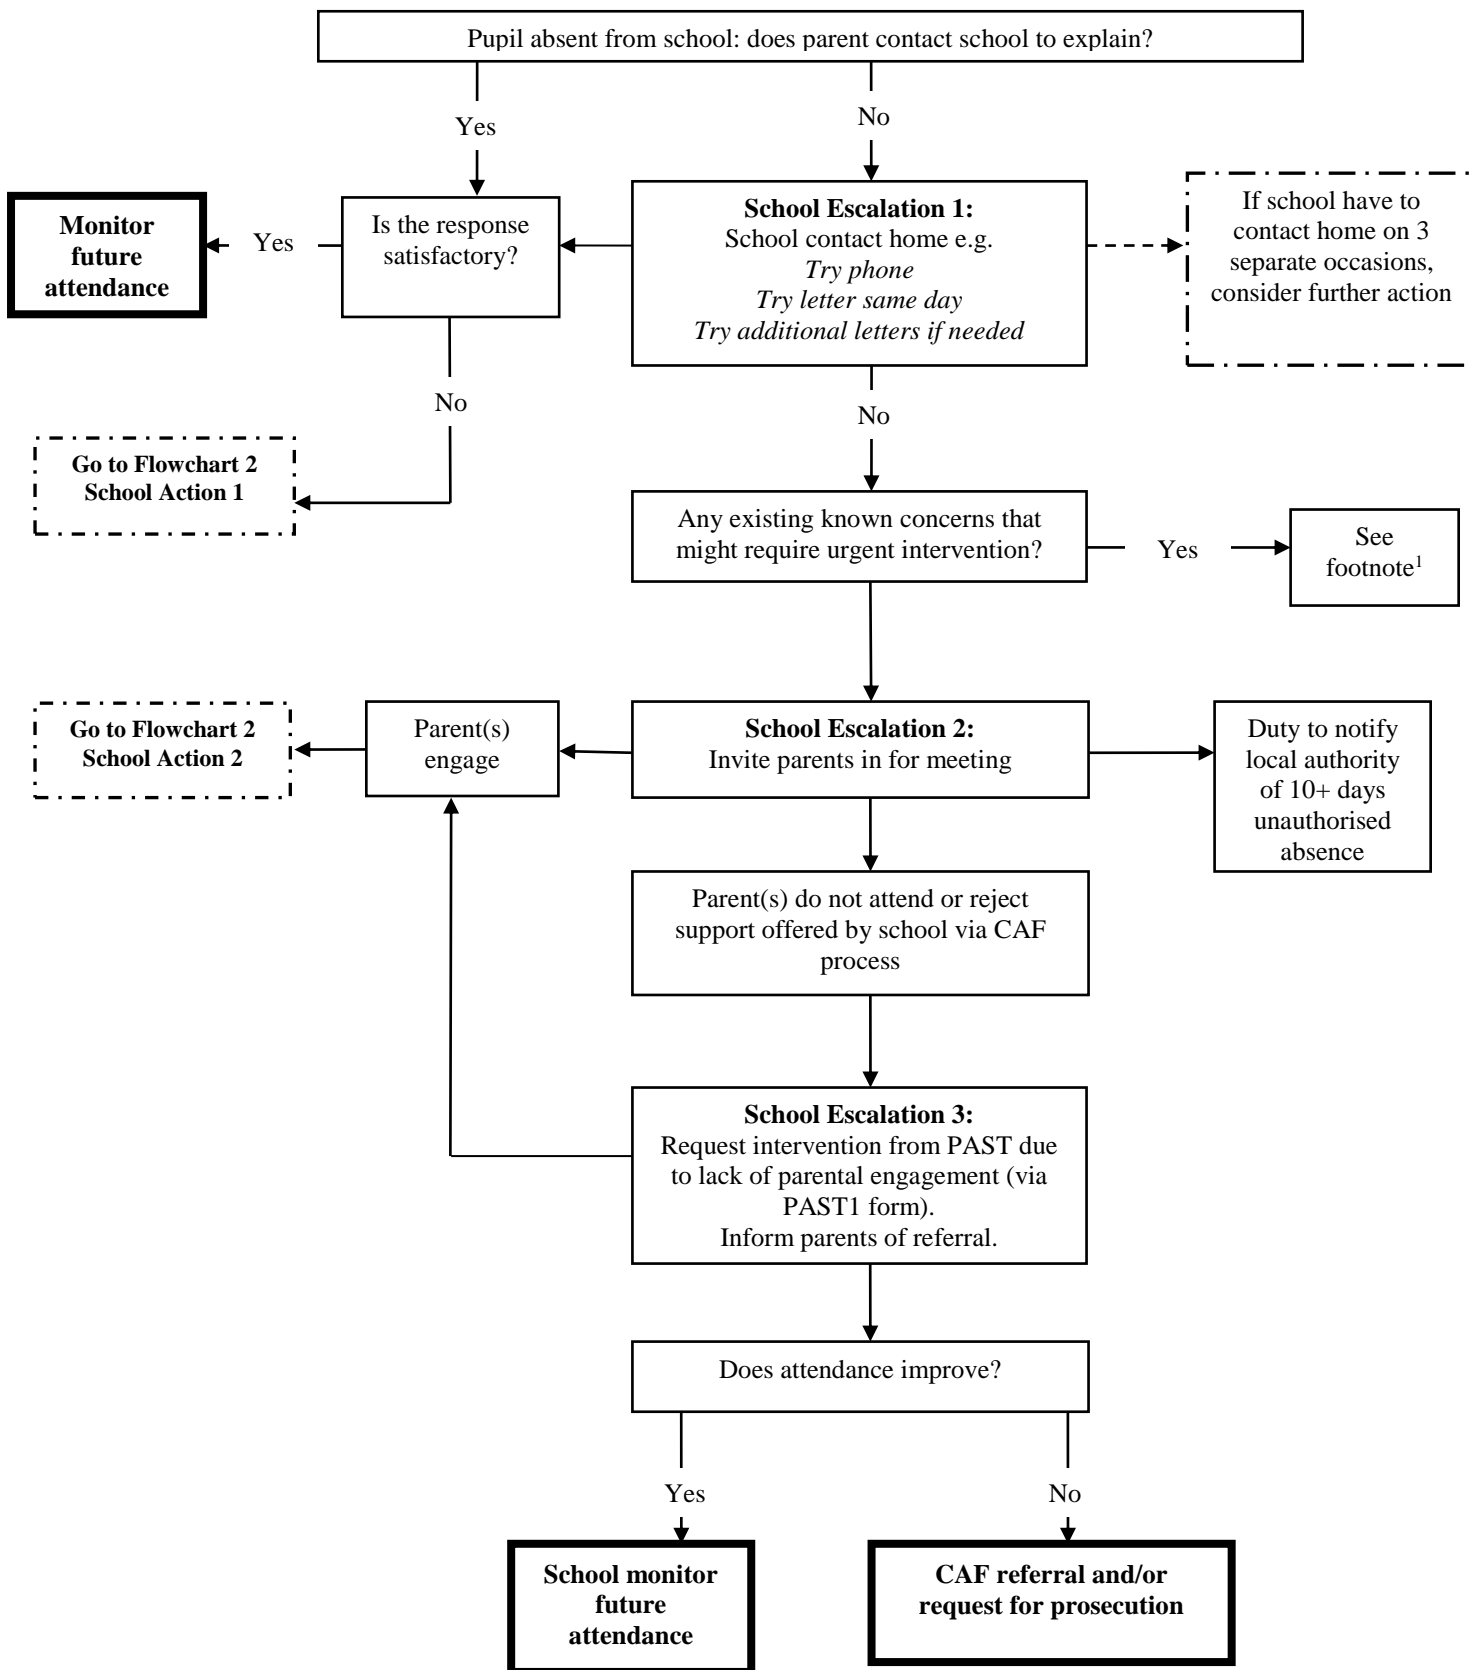 Pupil absent from school: does parent contact school to explain?
Yes
No
Monitor
future
attendance
Yes
Is the response
satisfactory?
School Escalation 1:
School contact home e.g.
Try phone
Try letter same day
Try additional letters if needed
If school have to
contact home on 3
separate occasions,
consider further action
No
No
Go to Flowchart 2
School Action 1
Any existing known concerns that
might require urgent intervention?
Yes
See
footnote¹
Go to Flowchart 2
School Action 2
Parent(s)
engage
School Escalation 2:
Invite parents in for meeting
Duty to notify
local authority
of 10+ days
unauthorised
absence
Parent(s) do not attend or reject
support offered by school via CAF
process
School Escalation 3:
Request intervention from PAST due
to lack of parental engagement (via
PAST1 form).
Inform parents of referral.
Does attendance improve?
Yes
No
School monitor
future
attendance
CAF referral and/or
request for prosecution